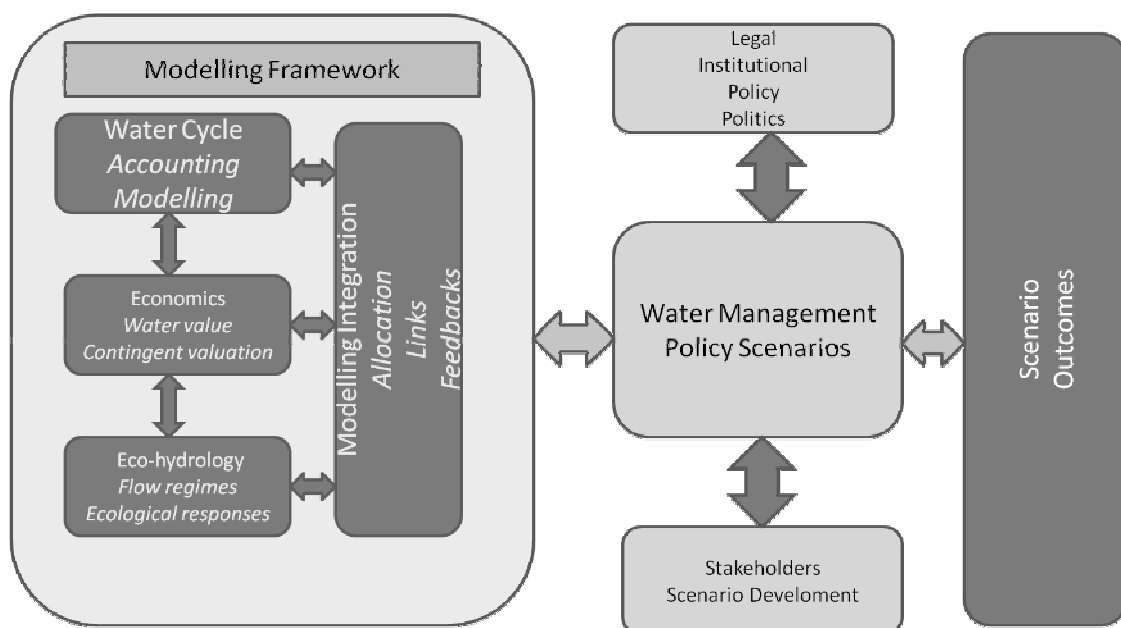 Modelling Framework
Water Cycle
Accounting
Modelling
Economics
Water value
Contingent valuation
Eco-hydrology
Flow regimes
Ecological responses
Modelling Integration
Allocation
Links
Feedbacks
Legal
Institutional
Policy
Politics
Water Management
Policy Scenarios
Stakeholders
Scenario Develoment
Scenario
Outcomes